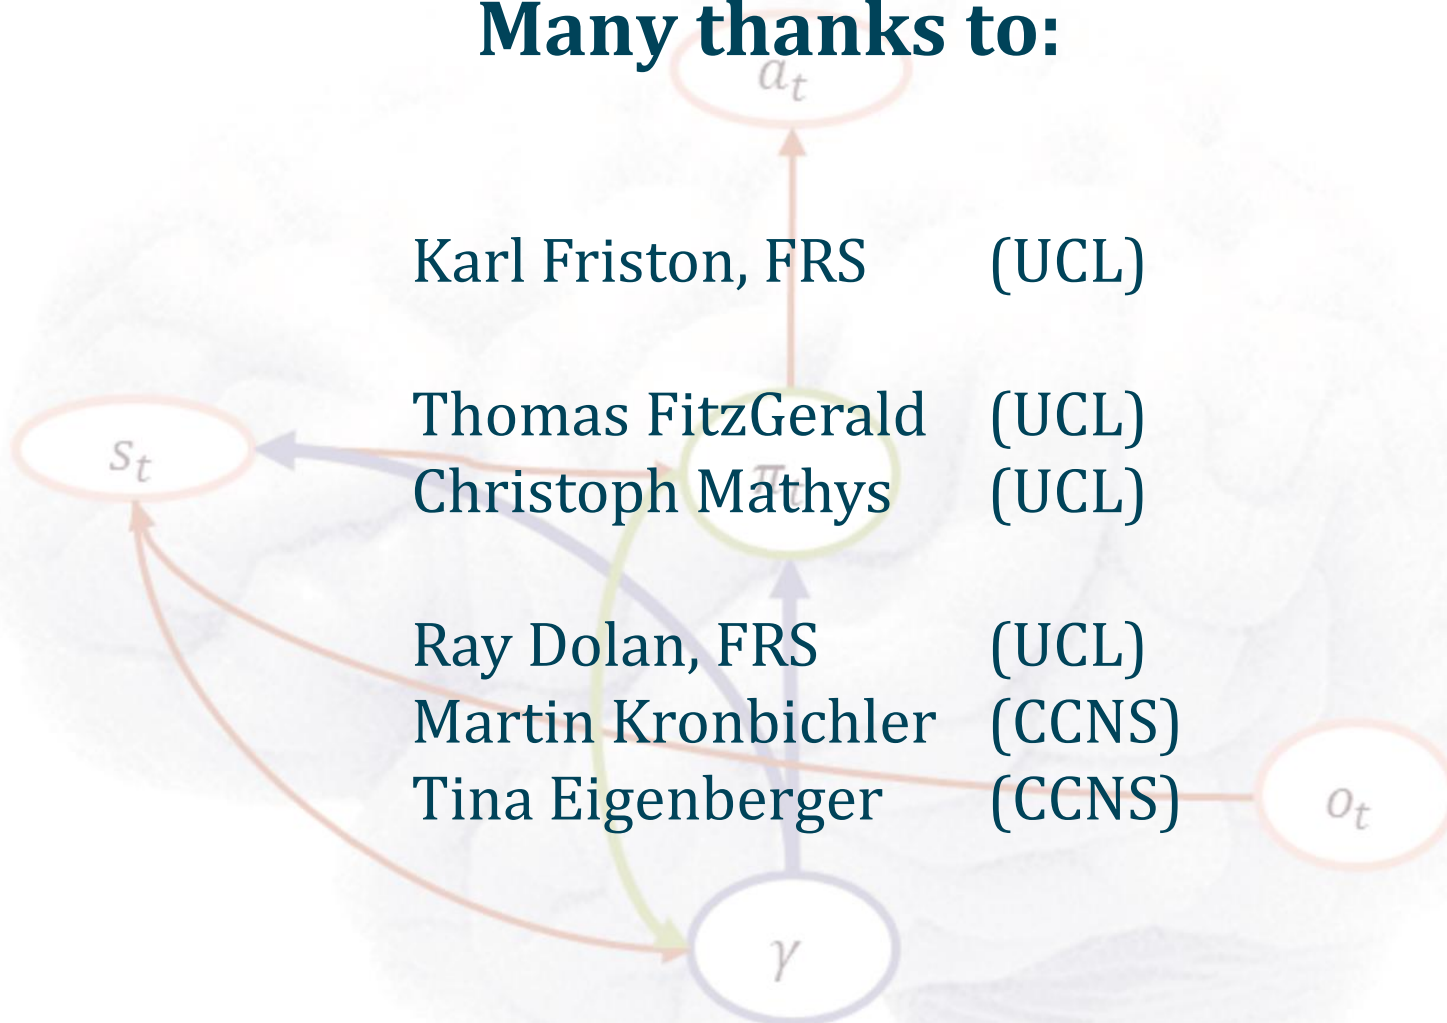 Many thanks to:
a_t
Karl Friston, FRS (UCL)
Thomas FitzGerald (UCL)
s_t
π_t
Christoph Mathys (UCL)
Ray Dolan, FRS (UCL)
Martin Kronbichler (CCNS)
Tina Eigenberger (CCNS)
o_t
γ